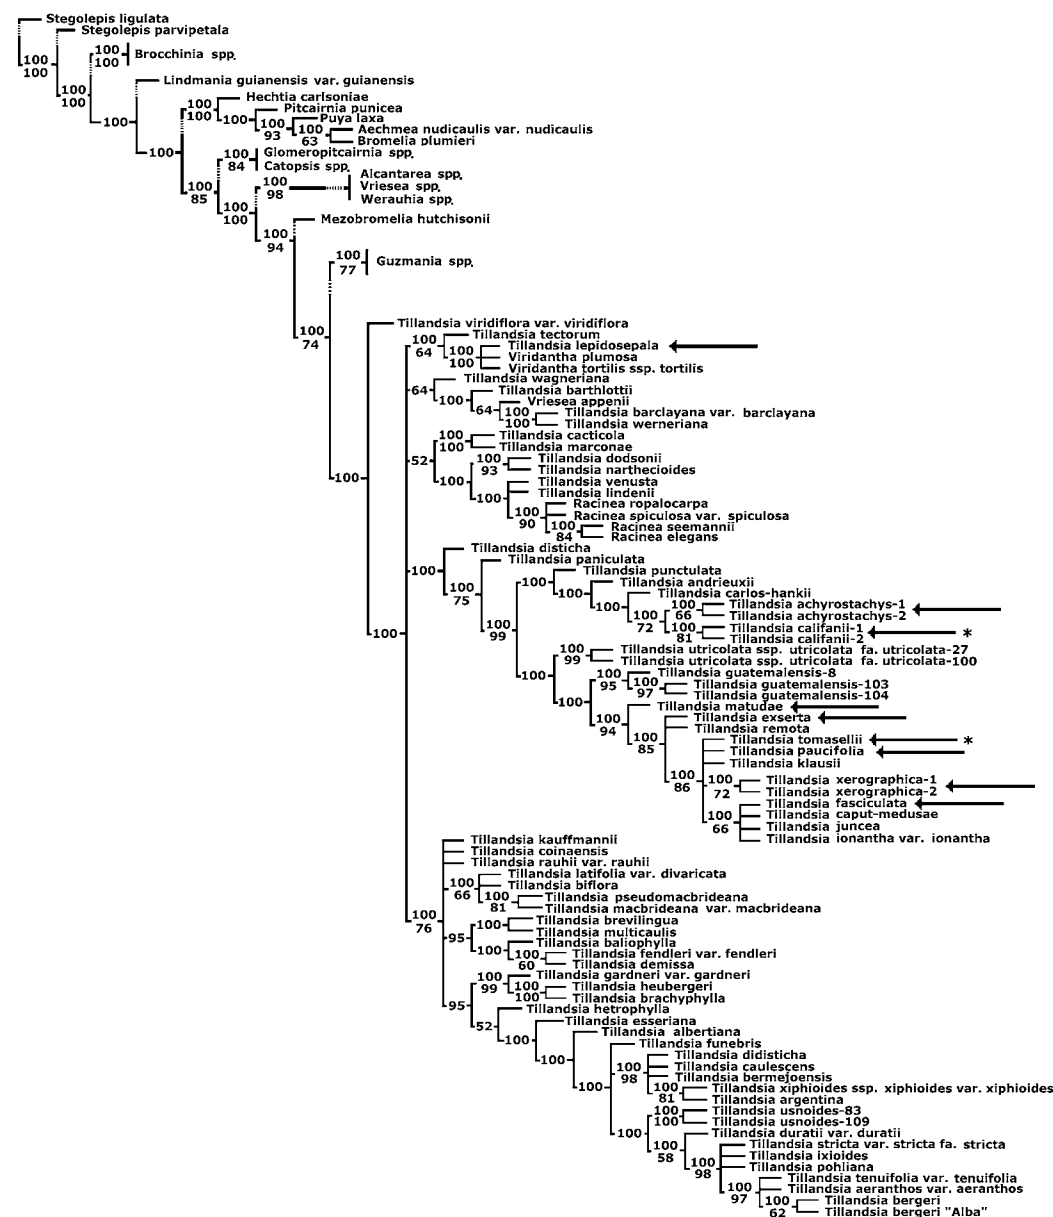 Stegolepis ligulata
Stegolepis parvipetala
100
100
100
100
Brocchinia spp.
100
100
Lindmania guianensis var. guianensis
100
Hechtia carlsoniae
100
100
Pitcairnia punicea
Puya laxa
100
93
100
63
Aechmea nudicaulis var. nudicaulis
Bromelia plumieri
100
100
84
Glomeropitcairnia spp.
Catopsis spp.
100
85
100
98
Alcantarea spp.
Vriesea spp.
Werauhia spp.
100
100
Mezobromelia hutchisonii
100
94
100
77
Guzmania spp.
100
74
Tillandsia viridiflora var. viridiflora
Tillandsia tectorum
100
64
Tillandsia lepidosepala
100
100
Viridantha plumosa
Viridantha tortilis ssp. tortilis
Tillandsia wagneriana
64
Tillandsia barthlottii
100
Vriesea appenii
64
100
100
Tillandsia barclayana var. barclayana
Tillandsia werneriana
100
100
Tillandsia cacticola
Tillandsia marconae
52
100
93
Tillandsia dodsonii
Tillandsia narthecioides
100
Tillandsia venusta
Tillandsia lindenii
100
Racinea ropalocarpa
100
90
Racinea spiculosa var. spiculosa
100
84
Racinea seemannii
Racinea elegans
100
Tillandsia disticha
Tillandsia paniculata
100
Tillandsia punctulata
100
Tillandsia andrieuxii
100
75
100
Tillandsia carlos-hankii
100
100
66
Tillandsia achyrostachys-1
Tillandsia achyrostachys-2
100
72
100
81
Tillandsia califanii-1 *
Tillandsia califanii-2
100
99
100
100
99
Tillandsia utricolata ssp. utricolata fa. utricolata-27
Tillandsia utricolata ssp. utricolata fa. utricolata-100
100
Tillandsia guatemalensis-8
100
95
100
97
Tillandsia guatemalensis-103
Tillandsia guatemalensis-104
100
Tillandsia matudae
Tillandsia exserta
100
94
Tillandsia remota
100
85
Tillandsia tomasellii *
Tillandsia paucifolia
Tillandsia klausii
100
86
100
72
Tillandsia xerographica-1
Tillandsia xerographica-2
Tillandsia fasciculata
100
66
Tillandsia caput-medusae
Tillandsia juncea
Tillandsia ionantha var. ionantha
Tillandsia kauffmannii
Tillandsia coinaensis
Tillandsia rauhii var. rauhii
Tillandsia latifolia var. divaricata
100
66
Tillandsia biflora
100
81
Tillandsia pseudomacbrideana
Tillandsia macbrideana var. macbrideana
100
76
100
Tillandsia brevilingua
Tillandsia multicaulis
95
Tillandsia baliophylla
100
100
60
Tillandsia fendleri var. fendleri
Tillandsia demissa
100
99
Tillandsia gardneri var. gardneri
100
100
Tillandsia heubergeri
Tillandsia brachyphylla
95
Tillandsia hetrophylla
52
Tillandsia esseriana
100
Tillandsia albertiana
100
Tillandsia funebris
Tillandsia didisticha
100
98
Tillandsia caulescens
Tillandsia bermejoensis
100
100
81
Tillandsia xiphioides ssp. xiphioides var. xiphioides
Tillandsia argentina
100
100
Tillandsia usnoides-83
Tillandsia usnoides-109
100
Tillandsia duratii var. duratii
100
58
Tillandsia stricta var. stricta fa. stricta
Tillandsia ixioides
100
98
Tillandsia pohliana
Tillandsia tenuifolia var. tenuifolia
100
97
Tillandsia aeranthos var. aeranthos
100
62
Tillandsia bergeri
Tillandsia bergeri "Alba"